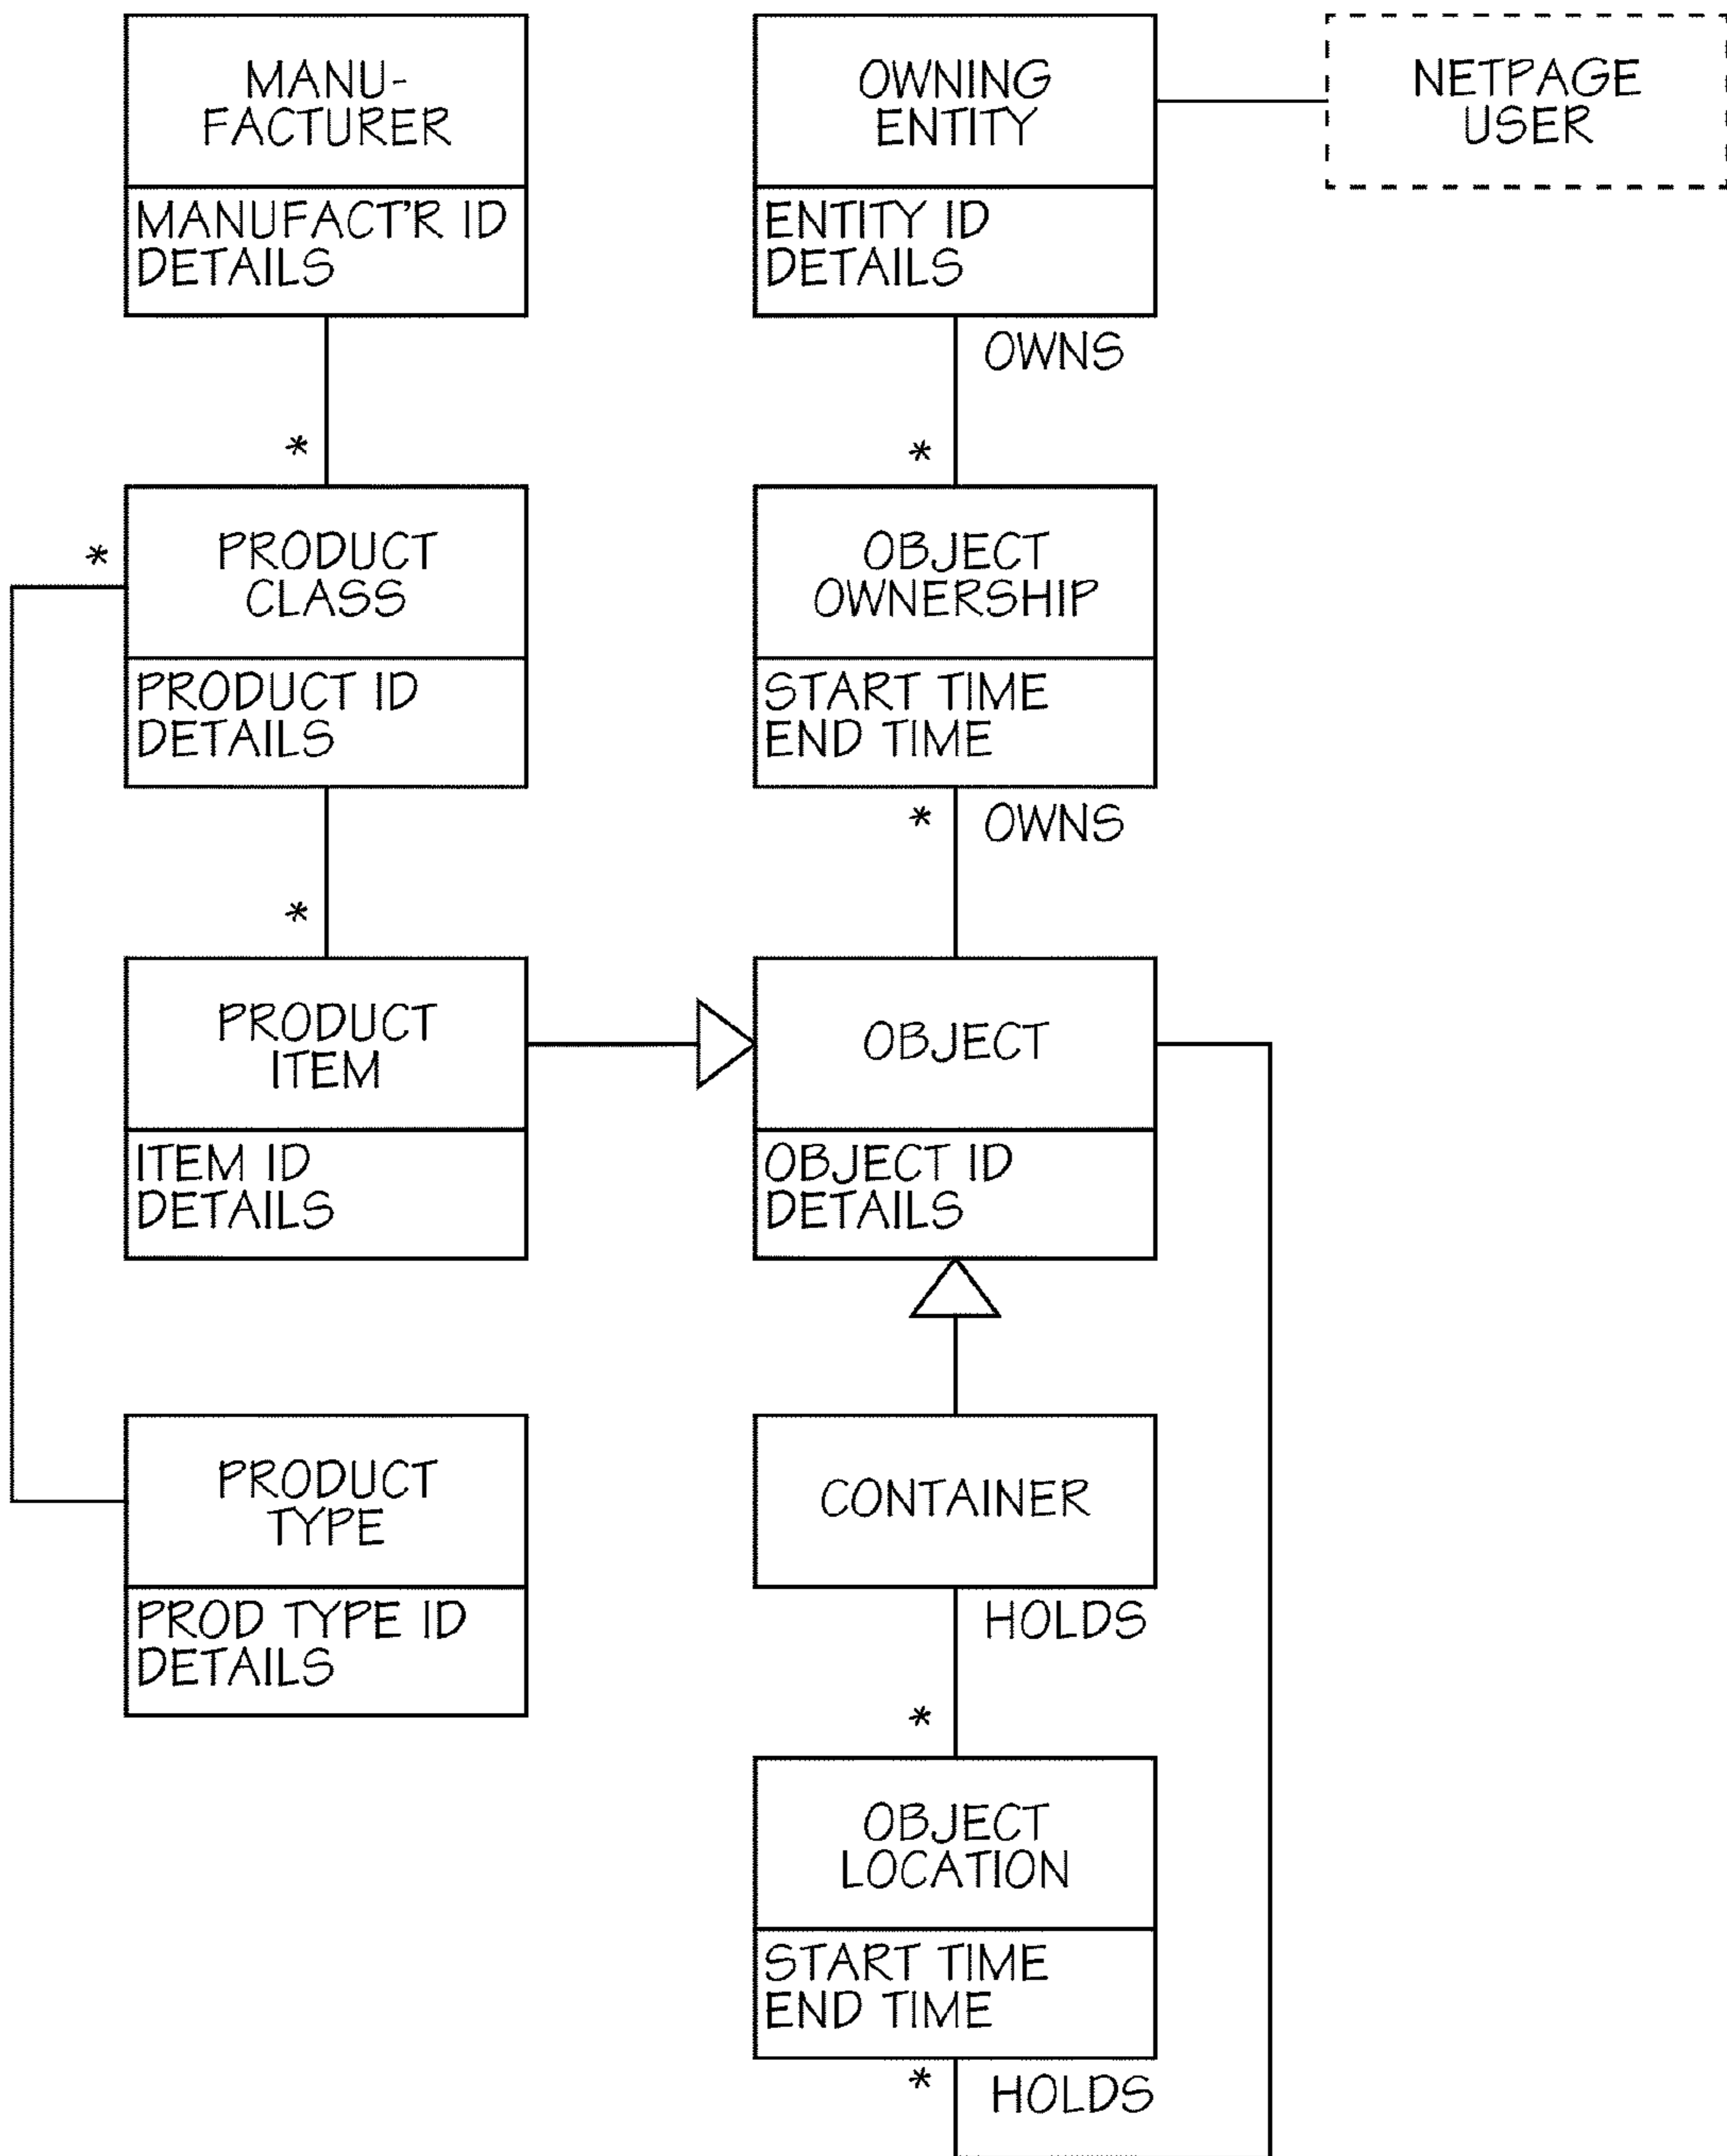 MANU-
FACTURER
MANUFACT'R ID
DETAILS
OWNING
ENTITY
ENTITY ID
DETAILS
NETPAGE
USER
OWNS
*
*
PRODUCT
CLASS
PRODUCT ID
DETAILS
*
OBJECT
OWNERSHIP
START TIME
END TIME
* OWNS
*
PRODUCT
ITEM
ITEM ID
DETAILS
OBJECT
OBJECT ID
DETAILS
PRODUCT
TYPE
PROD TYPE ID
DETAILS
CONTAINER
HOLDS
*
OBJECT
LOCATION
START TIME
END TIME
* HOLDS